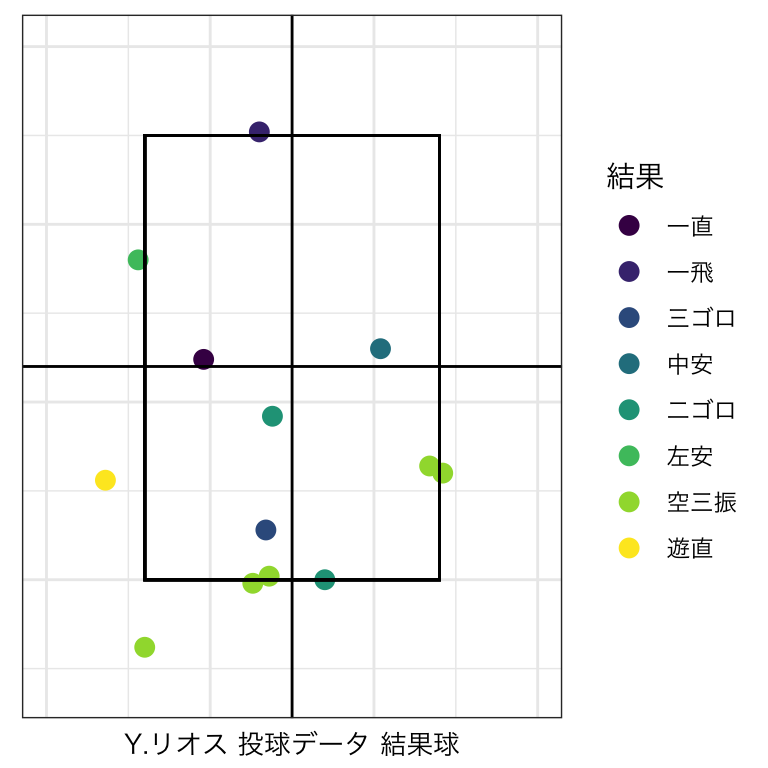 結果
一直
一飛
三ゴロ
中安
二ゴロ
左安
空三振
遊直
Y.リオス 投球データ 結果球